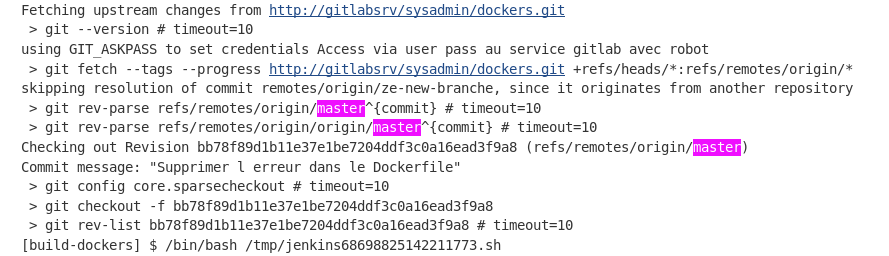 Fetching upstream changes from http://gitlabsrv/sysadmin/dockers.git
> git --version # timeout=10
using GIT_ASKPASS to set credentials Access via user pass au service gitlab avec robot
> git fetch --tags --progress http://gitlabsrv/sysadmin/dockers.git +refs/heads/*:refs/remotes/origin/*
skipping resolution of commit remotes/origin/ze-new-branche, since it originates from another repository
> git rev-parse refs/remotes/origin/master^{commit} # timeout=10
> git rev-parse refs/remotes/origin/origin/master^{commit} # timeout=10
Checking out Revision bb78f89d1b11e37e1be7204ddf3c0a16ead3f9a8 (refs/remotes/origin/master)
Commit message: "Supprimer l erreur dans le Dockerfile"
> git config core.sparsecheckout # timeout=10
> git checkout -f bb78f89d1b11e37e1be7204ddf3c0a16ead3f9a8
> git rev-list bb78f89d1b11e37e1be7204ddf3c0a16ead3f9a8 # timeout=10
[build-dockers] $ /bin/bash /tmp/jenkins68698825142211773.sh